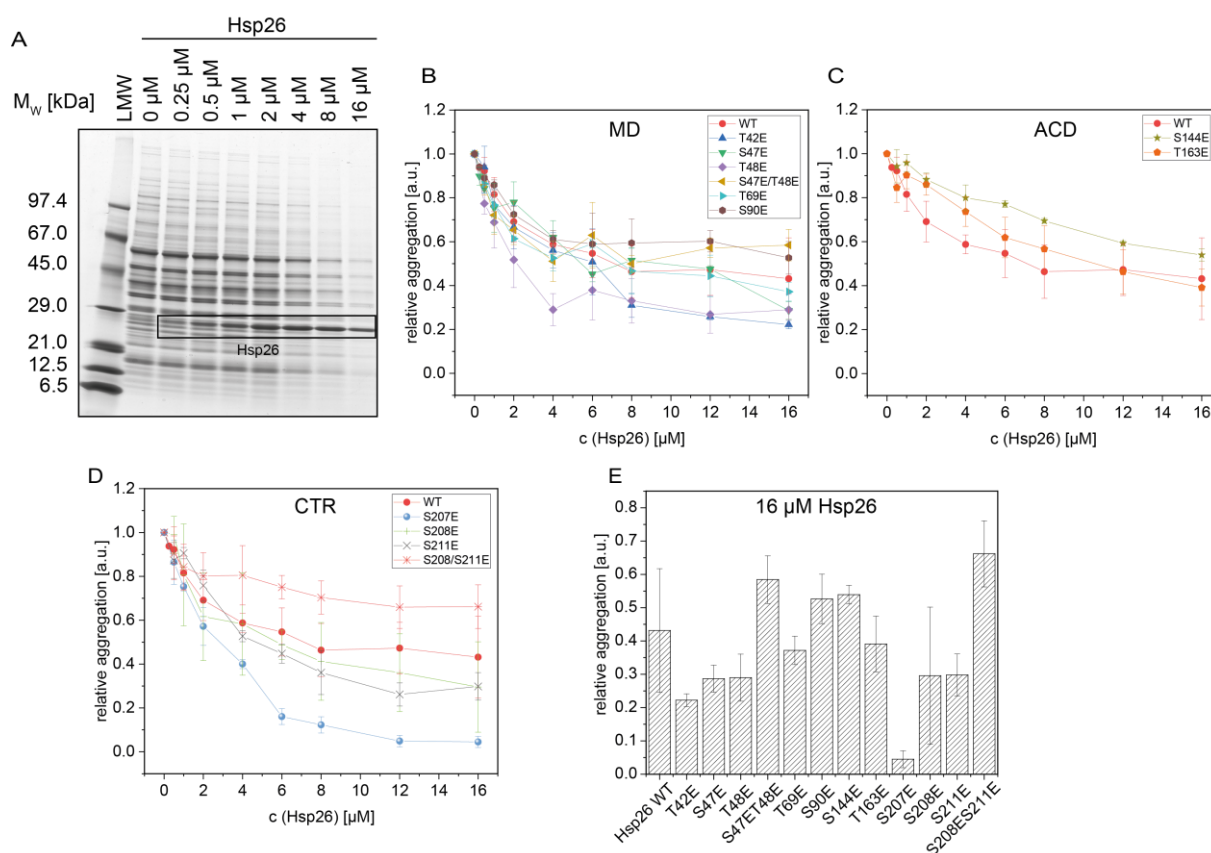 A
Hsp26
M_W [kDa]
LMW
0 µM
0.25 µM
0.5 µM
1 µM
2 µM
4 µM
8 µM
16 µM
97.4
67.0
45.0
29.0
21.0
12.5
6.5
Hsp26
B
MD
WT
T42E
S47E
T48E
S47E/T48E
T69E
S90E
relative aggregation [a.u.]
1.2
1.0
0.8
0.6
0.4
0.2
0.0
0 2 4 6 8 10 12 14 16
c (Hsp26) [µM]
C
ACD
WT
S144E
T163E
relative aggregation [a.u.]
1.2
1.0
0.8
0.6
0.4
0.2
0.0
0 2 4 6 8 10 12 14 16
c (Hsp26) [µM]
D
CTR
WT
S207E
S208E
S211E
S208/S211E
relative aggregation [a.u.]
1.2
1.0
0.8
0.6
0.4
0.2
0.0
0 2 4 6 8 10 12 14 16
c (Hsp26) [µM]
E
16 µM Hsp26
relative aggregation [a.u.]
0.8
0.7
0.6
0.5
0.4
0.3
0.2
0.1
0.0
Hsp26 WT
T42E
S47E
T48E
S47ET48E
T69E
S90E
S144E
T163E
S207E
S208E
S211E
S208ES211E